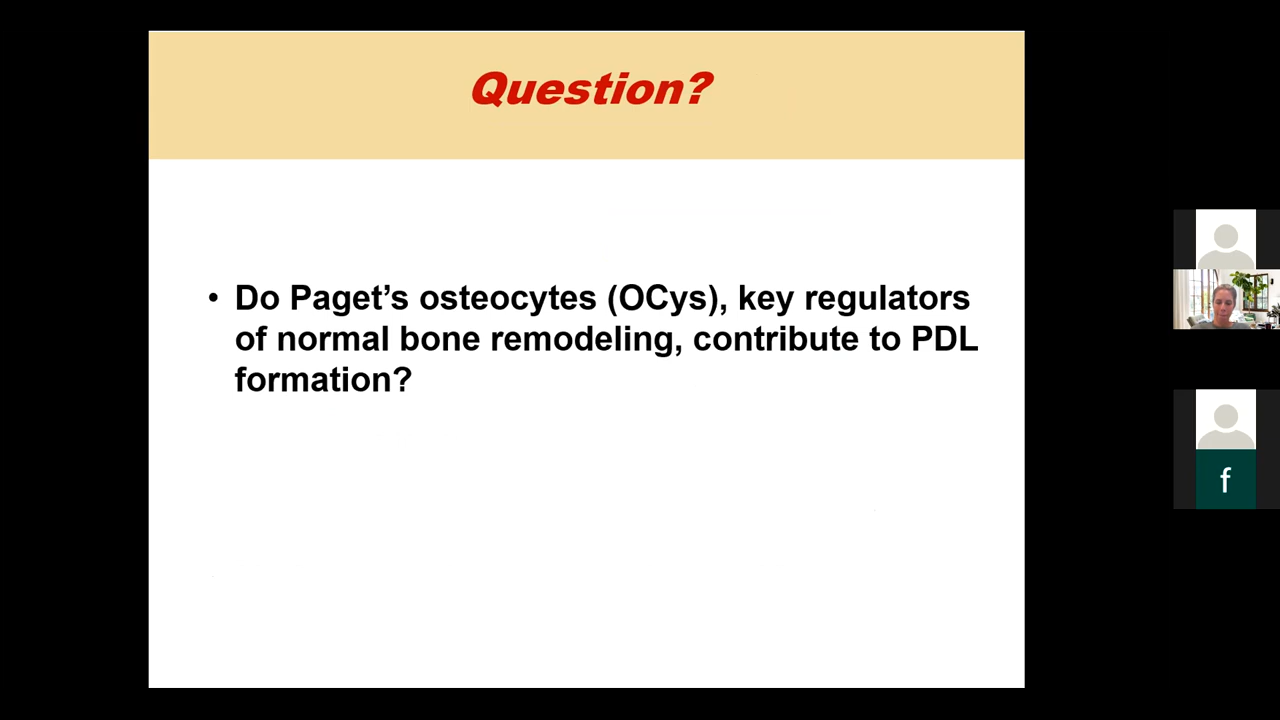 Question?
• Do Paget’s osteocytes (OCys), key regulators
of normal bone remodeling, contribute to PDL
formation?
f